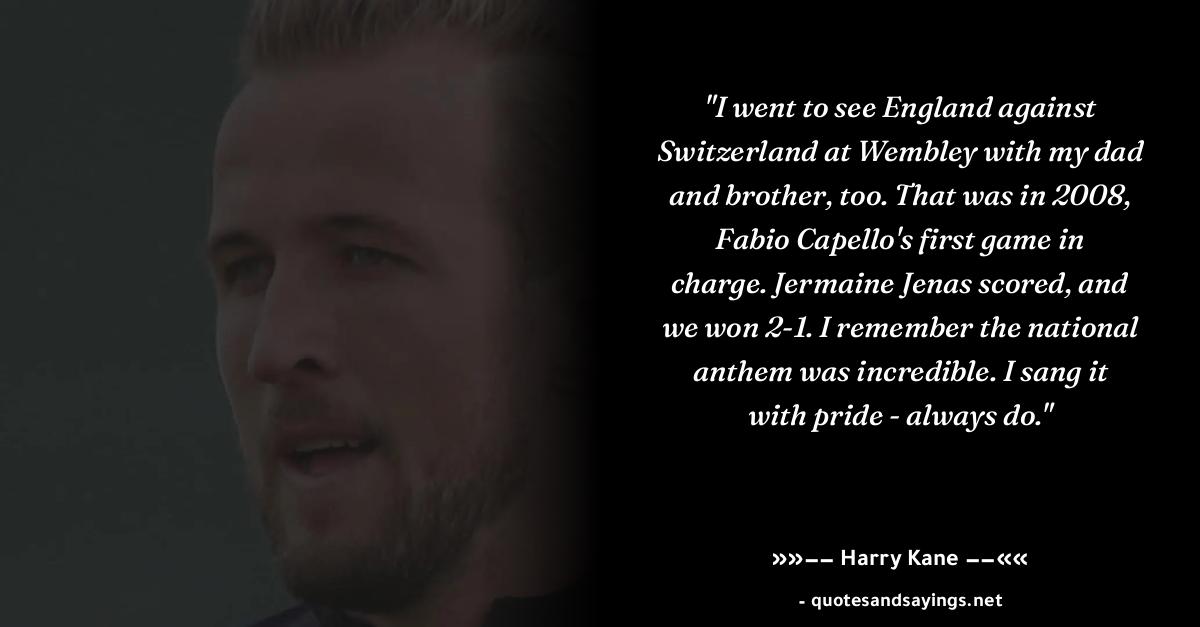 "I went to see England against
Switzerland at Wembley with my dad
and brother, too. That was in 2008,
Fabio Capello's first game in
charge. Jermaine Jenas scored, and
we won 2-1. I remember the national
anthem was incredible. I sang it
with pride - always do."
»»−− Harry Kane −−««
- quotesandsayings.net